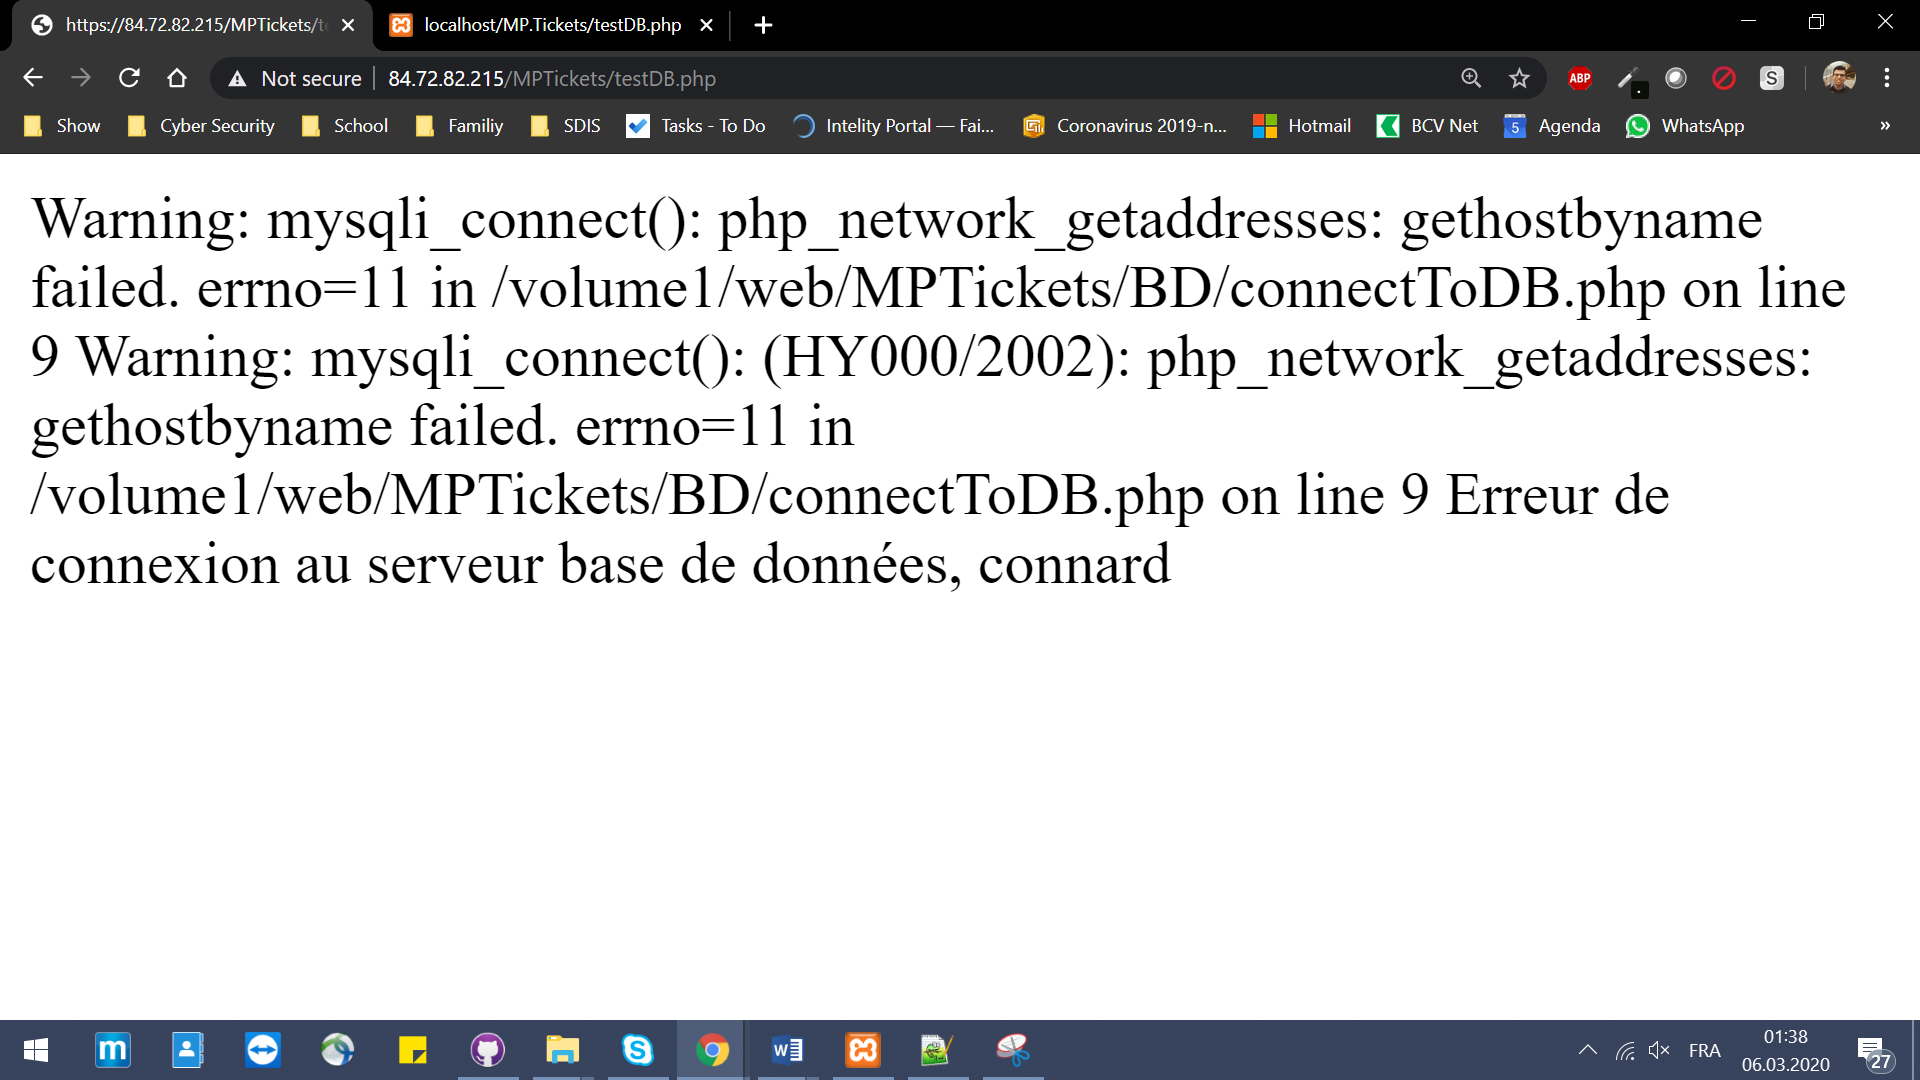 https://84.72.82.215/MPTickets/t
localhost/MP.Tickets/testDB.php
Not secure
84.72.82.215/MPTickets/testDB.php
ABP
S
Show
Cyber Security
School
Familiy
SDIS
Tasks - To Do
Intelity Portal — Fai...
Coronavirus 2019-n...
Hotmail
BCV Net
5
Agenda
WhatsApp
»
Warning: mysqli_connect(): php_network_getaddresses: gethostbyname
failed. errno=11 in /volume1/web/MPTickets/BD/connectToDB.php on line
9 Warning: mysqli_connect(): (HY000/2002): php_network_getaddresses:
gethostbyname failed. errno=11 in
/volume1/web/MPTickets/BD/connectToDB.php on line 9 Erreur de
connexion au serveur base de données, connard
m
S
W
FRA
01:38
06.03.2020
27